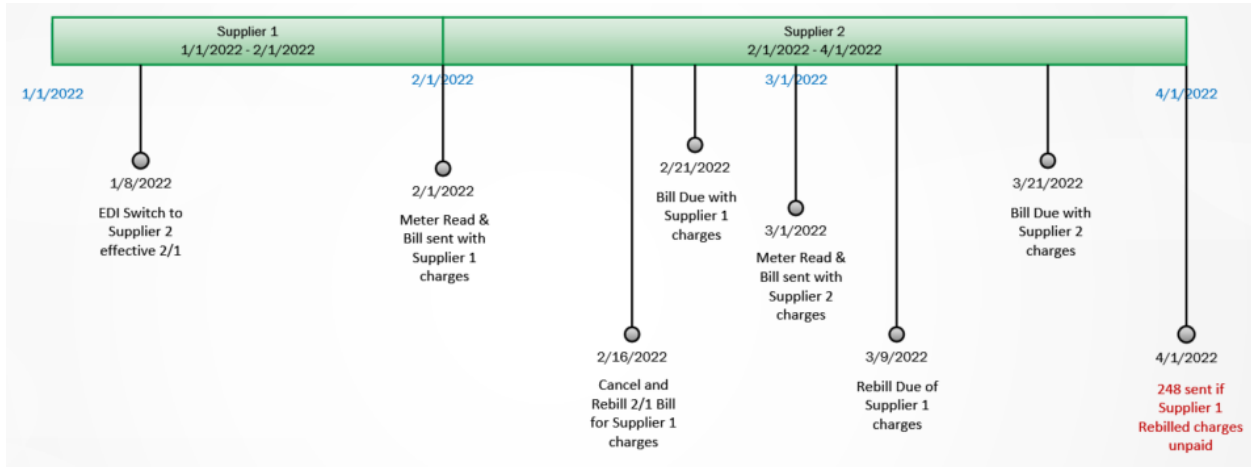 Supplier 1
1/1/2022 - 2/1/2022
Supplier 2
2/1/2022 - 4/1/2022
1/1/2022
2/1/2022
3/1/2022
4/1/2022
1/8/2022
EDI Switch to
Supplier 2
effective 2/1
2/1/2022
Meter Read &
Bill sent with
Supplier 1
charges
2/16/2022
Cancel and
Rebill 2/1 Bill
for Supplier 1
charges
2/21/2022
Bill Due with
Supplier 1
charges
3/1/2022
Meter Read &
Bill sent with
Supplier 2
charges
3/9/2022
Rebill Due of
Supplier 1
charges
3/21/2022
Bill Due with
Supplier 2
charges
4/1/2022
248 sent if
Supplier 1
Rebilled charges
unpaid